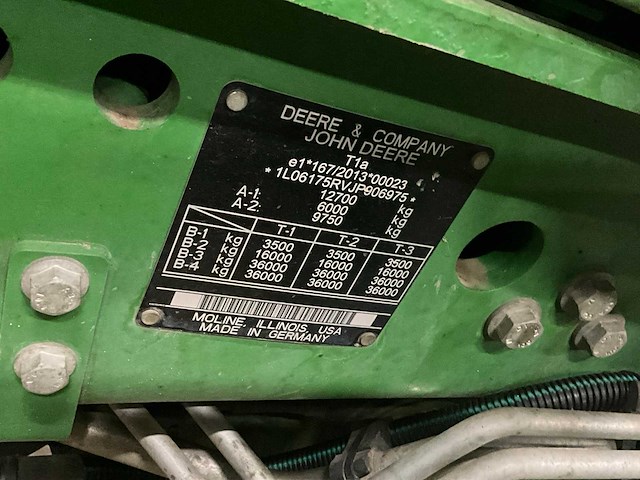 DEERE & COMPANY
JOHN DEERE
T1a
e1*167/2013*00023
*1L06175RVJP906975*
12700 kg
A-1: 6000 kg
A-2: 9750 kg
T-1 T-2 T-3
B-1 kg 3500 3500 3500
B-2 kg 16000 16000 16000
B-3 kg 36000 36000 36000
B-4 kg 36000 36000 36000
MOLINE, ILLINOIS, USA
MADE IN GERMANY